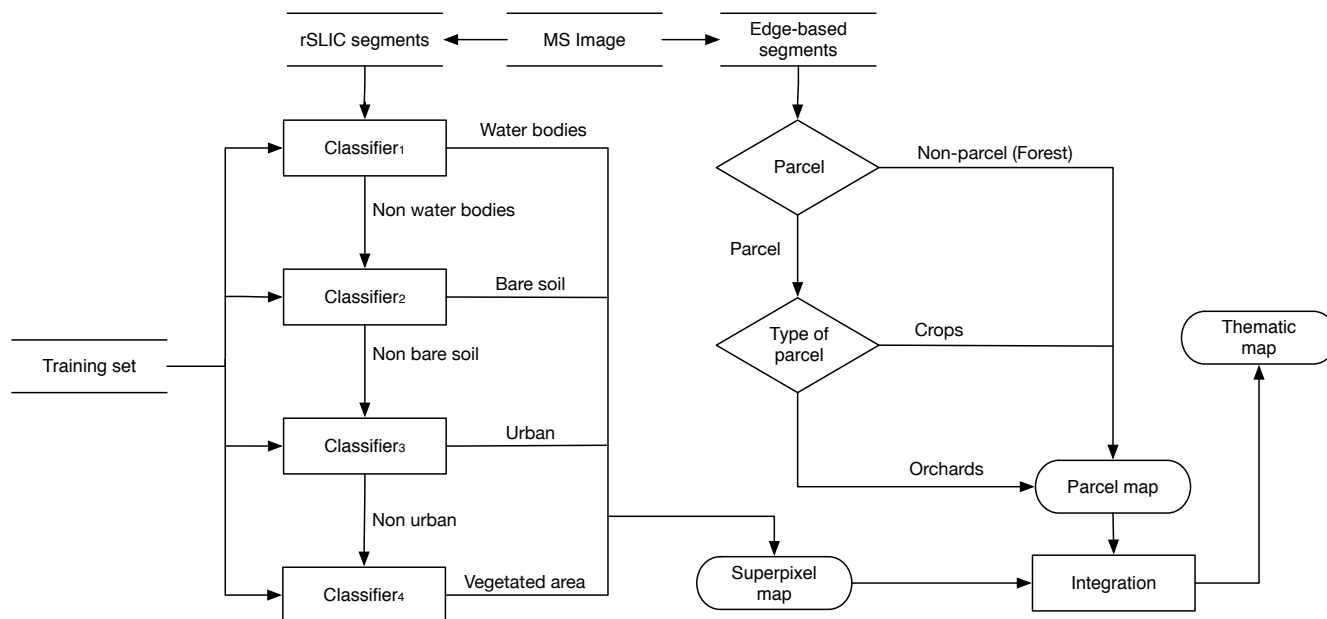 rSLIC segments
MS Image
Edge-based
segments
Water bodies
Classifier1
Parcel
Non-parcel (Forest)
Non water bodies
Parcel
Bare soil
Classifier2
Type of
parcel
Crops
Thematic
map
Training set
Non bare soil
Urban
Classifier3
Orchards
Parcel map
Non urban
Superpixel
map
Integration
Vegetated area
Classifier4